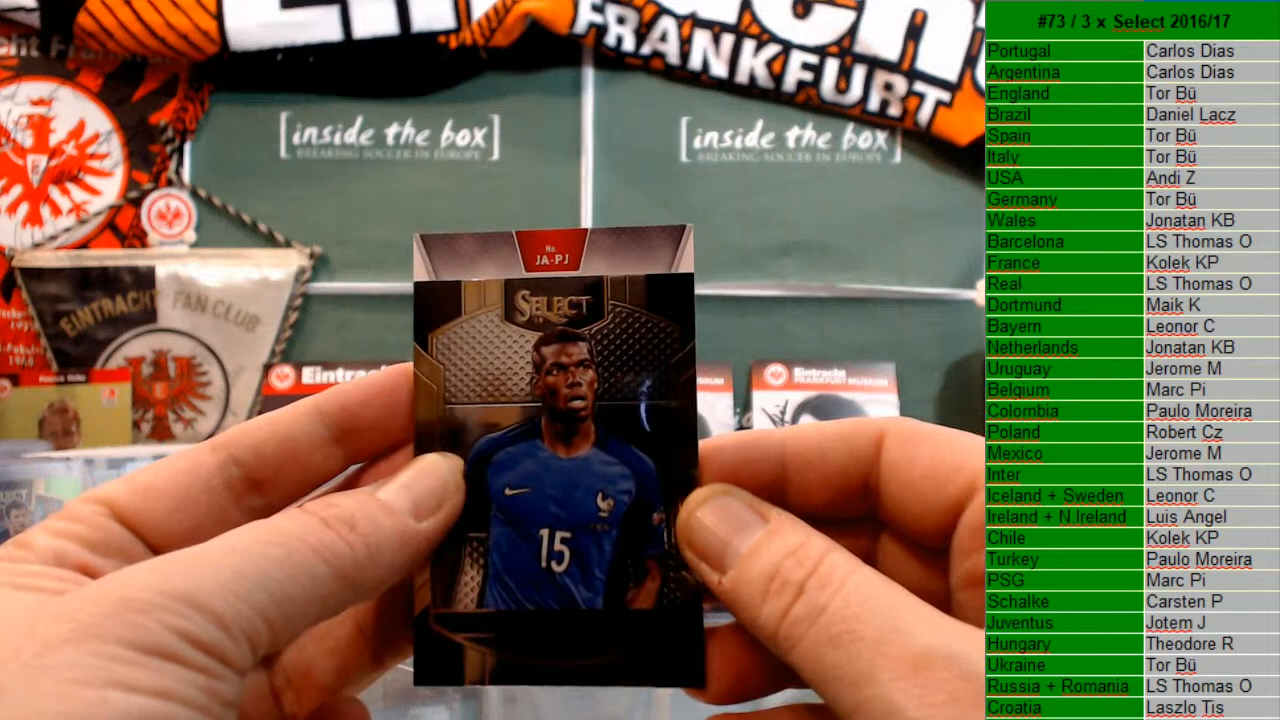 FRANKFURT
[inside the box]
BREAKING SOCCER IN EUROPE
[inside the box]
BREAKING SOCCER IN EUROPE
EINTRACHT FAN CLUB
Eintracht
FRANKFURT MUSEUM
No.
JA-PJ
SELECT
15
#73 / 3 x Select 2016/17
Portugal Carlos Dias
Argentina Carlos Dias
England Tor Bü
Brazil Daniel Lacz
Spain Tor Bü
Italy Tor Bü
USA Andi Z
Germany Tor Bü
Wales Jonatan KB
Barcelona LS Thomas O
France Kolek KP
Real LS Thomas O
Dortmund Maik K
Bayern Leonor C
Netherlands Jonatan KB
Uruguay Jerome M
Belgium Marc Pi
Colombia Paulo Moreira
Poland Robert Cz
Mexico Jerome M
Inter LS Thomas O
Iceland + Sweden Leonor C
Ireland + N.Ireland Luis Angel
Chile Kolek KP
Turkey Paulo Moreira
PSG Marc Pi
Schalke Carsten P
Juventus Jotem J
Hungary Theodore R
Ukraine Tor Bü
Russia + Romania LS Thomas O
Croatia Laszlo Tis